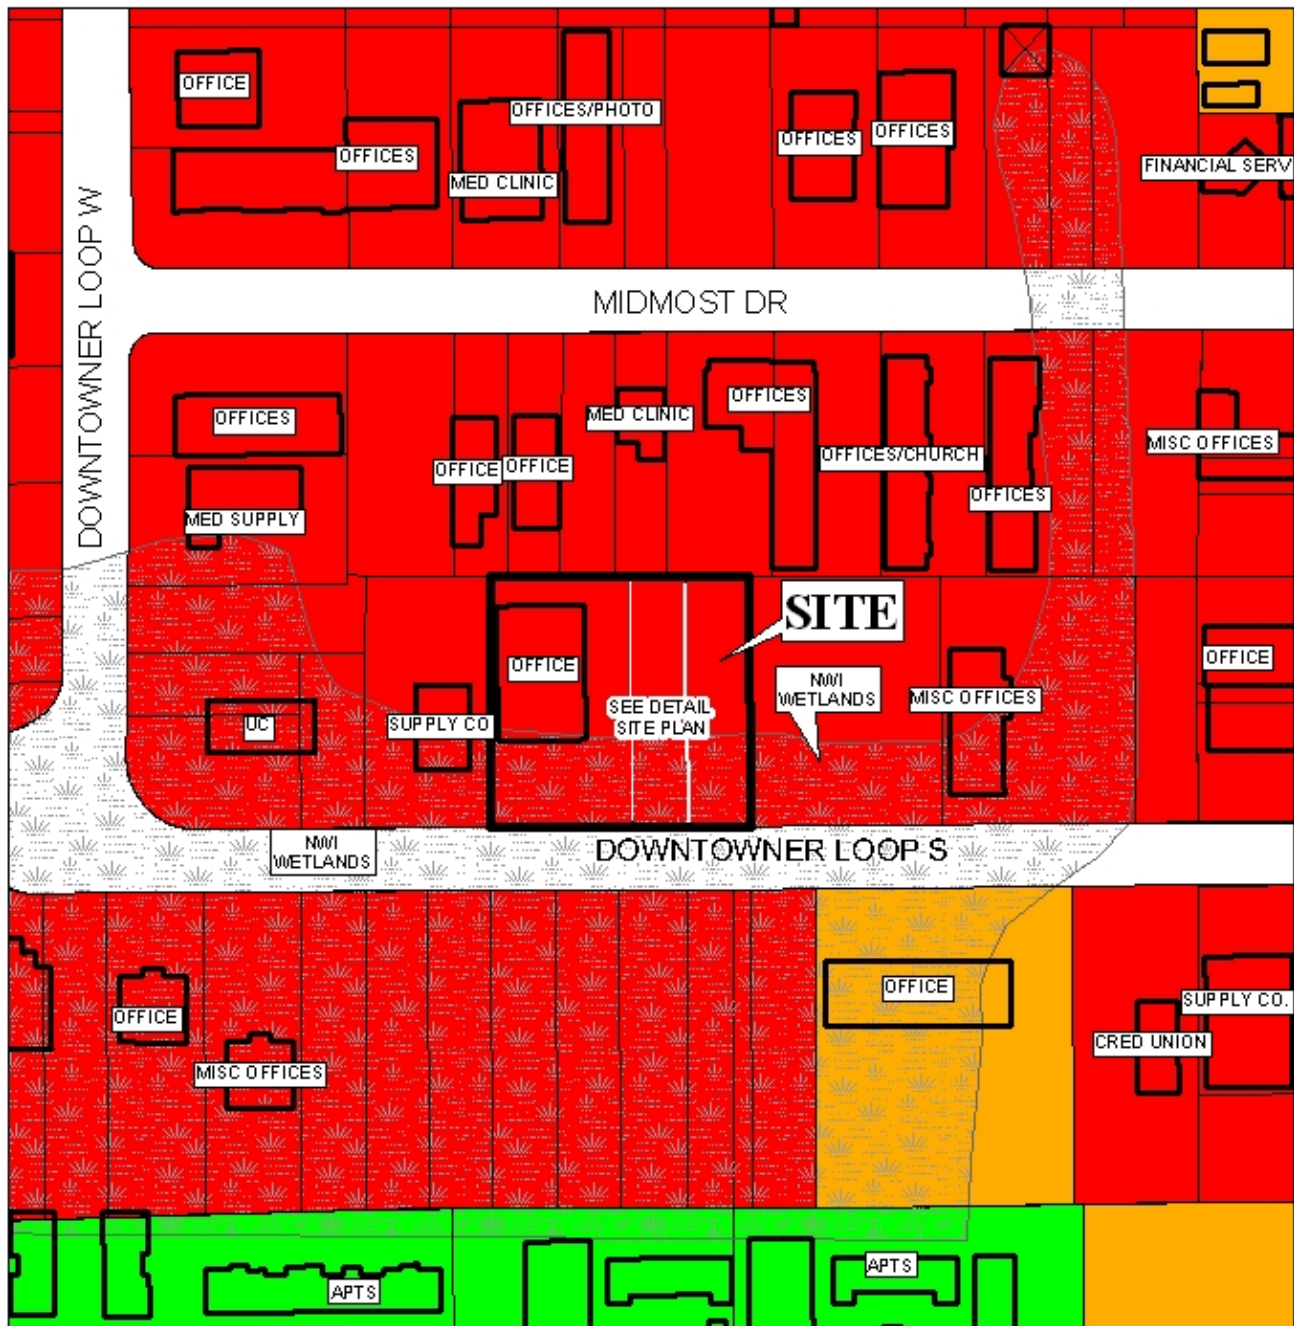 OFFICE
OFFICES/PHOTO
OFFICES
OFFICES
OFFICES
MED CLINIC
FINANCIAL SERV
DOWNTOWNER LOOP W
MIDMOST DR
OFFICES
MED CLINIC
OFFICES
OFFICE
OFFICE
OFFICES/CHURCH
MISC OFFICES
OFFICES
MED SUPPLY
SITE
OFFICE
OFFICE
NWI
WETLANDS
MISC OFFICES
SEE DETAIL
SITE PLAN
UC
SUPPLY CO
NWI
WETLANDS
DOWNTOWNER LOOP S
OFFICE
SUPPLY CO.
OFFICE
CRED UNION
MISC OFFICES
APTS
APTS